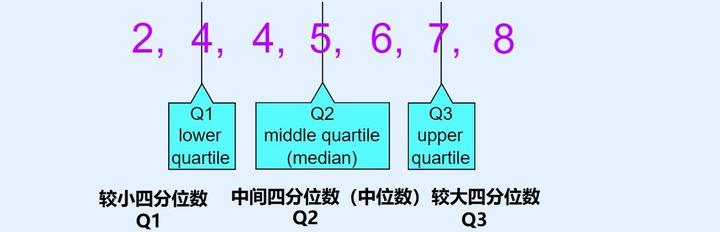 2, 4, 4, 5, 6, 7, 8
Q1
lower
quartile
Q2
middle quartile
(median)
Q3
upper
quartile
较小四分位数
Q1
中间四分位数（中位数）
Q2
较大四分位数
Q3